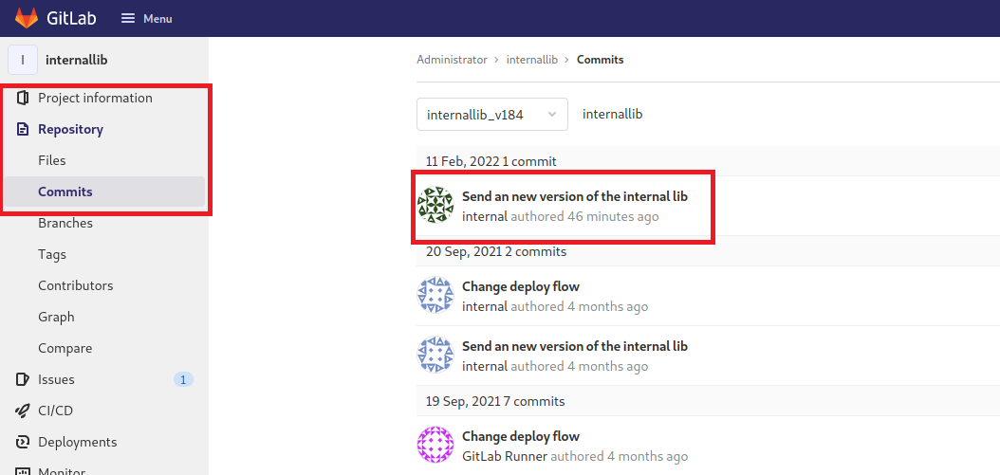 GitLab Menu
I internallib
Project information
Repository
Files
Commits
Branches
Tags
Contributors
Graph
Compare
Issues 1
CI/CD
Deployments
Monitor
Administrator › internallib › Commits
internallib_v184 internallib
11 Feb, 2022 1 commit
Send an new version of the internal lib
internal authored 46 minutes ago
20 Sep, 2021 2 commits
Change deploy flow
internal authored 4 months ago
Send an new version of the internal lib
internal authored 4 months ago
19 Sep, 2021 7 commits
Change deploy flow
GitLab Runner authored 4 months ago